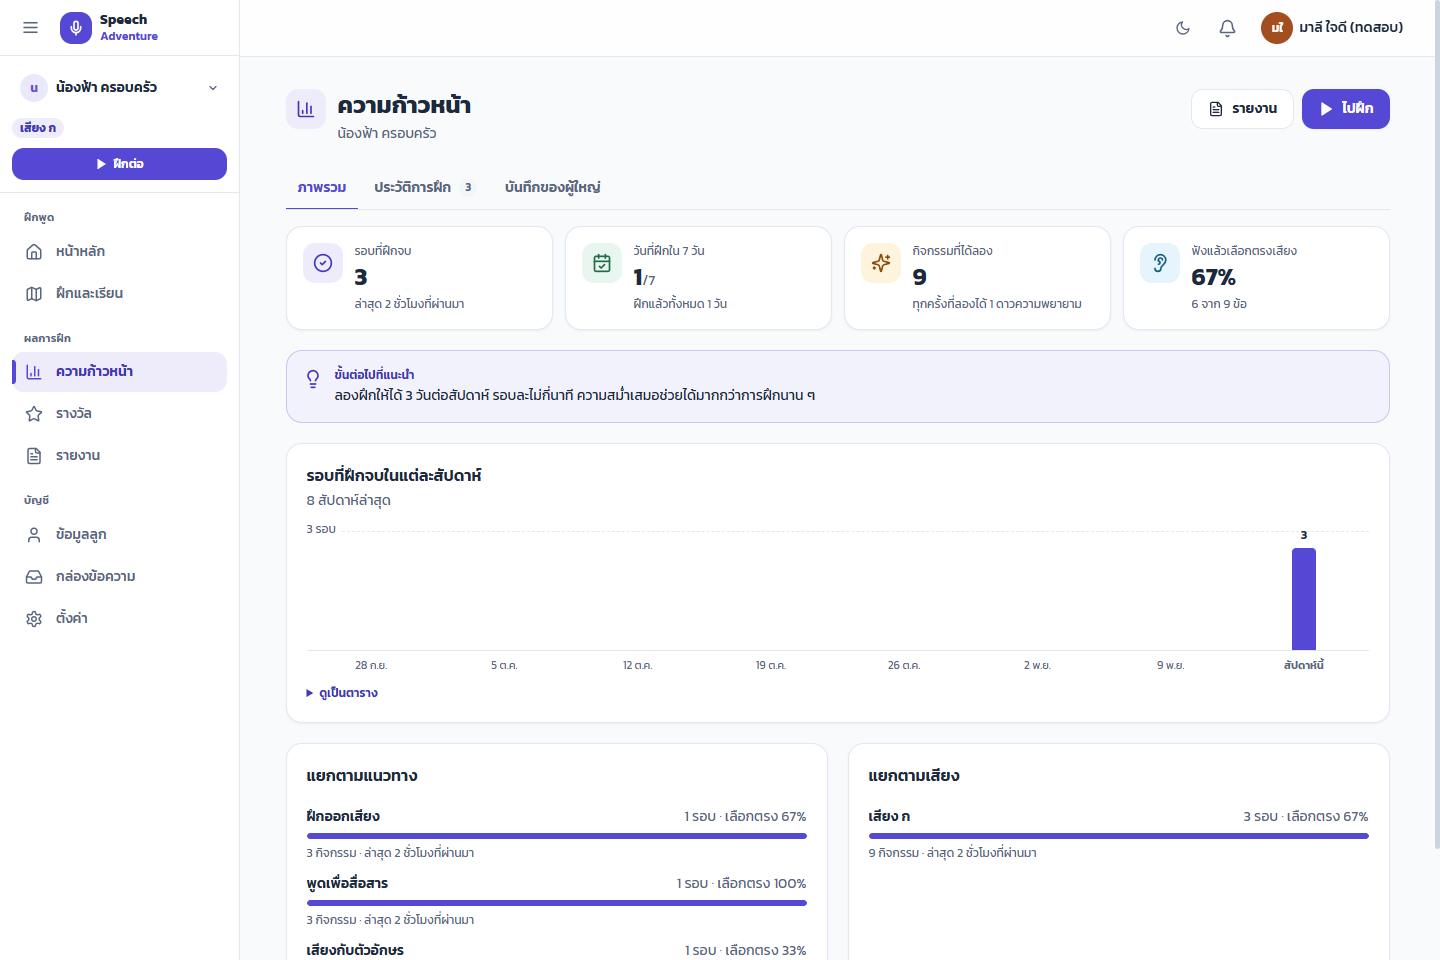 Speech
Adventure
น
น้องฟ้า ครอบครัว
เสียง ก
ฝึกต่อ
ฝึกพูด
หน้าหลัก
ฝึกและเรียน
ผลการฝึก
ความก้าวหน้า
รางวัล
รายงาน
บัญชี
ข้อมูลลูก
กล่องข้อความ
ตั้งค่า
มใ
มาลี ใจดี (ทดสอบ)
ความก้าวหน้า
น้องฟ้า ครอบครัว
รายงาน
ไปฝึก
ภาพรวม
ประวัติการฝึก 3
บันทึกของผู้ใหญ่
รอบที่ฝึกจบ
3
ล่าสุด 2 ชั่วโมงที่ผ่านมา
วันที่ฝึกใน 7 วัน
1/7
ฝึกแล้วทั้งหมด 1 วัน
กิจกรรมที่ได้ลอง
9
ทุกครั้งที่ลองได้ 1 ดาวความพยายาม
ฟังแล้วเลือกตรงเสียง
67%
6 จาก 9 ข้อ
ขั้นต่อไปที่แนะนำ
ลองฝึกให้ได้ 3 วันต่อสัปดาห์ รอบละไม่กี่นาที ความสม่ำเสมอช่วยได้มากกว่าการฝึกนาน ๆ
รอบที่ฝึกจบในแต่ละสัปดาห์
8 สัปดาห์ล่าสุด
3 รอบ
3
28 ก.ย.
5 ต.ค.
12 ต.ค.
19 ต.ค.
26 ต.ค.
2 พ.ย.
9 พ.ย.
สัปดาห์นี้
ดูเป็นตาราง
แยกตามแนวทาง
ฝึกออกเสียง
1 รอบ · เลือกตรง 67%
3 กิจกรรม · ล่าสุด 2 ชั่วโมงที่ผ่านมา
พูดเพื่อสื่อสาร
1 รอบ · เลือกตรง 100%
3 กิจกรรม · ล่าสุด 2 ชั่วโมงที่ผ่านมา
เสียงกับตัวอักษร
1 รอบ · เลือกตรง 33%
แยกตามเสียง
เสียง ก
3 รอบ · เลือกตรง 67%
9 กิจกรรม · ล่าสุด 2 ชั่วโมงที่ผ่านมา